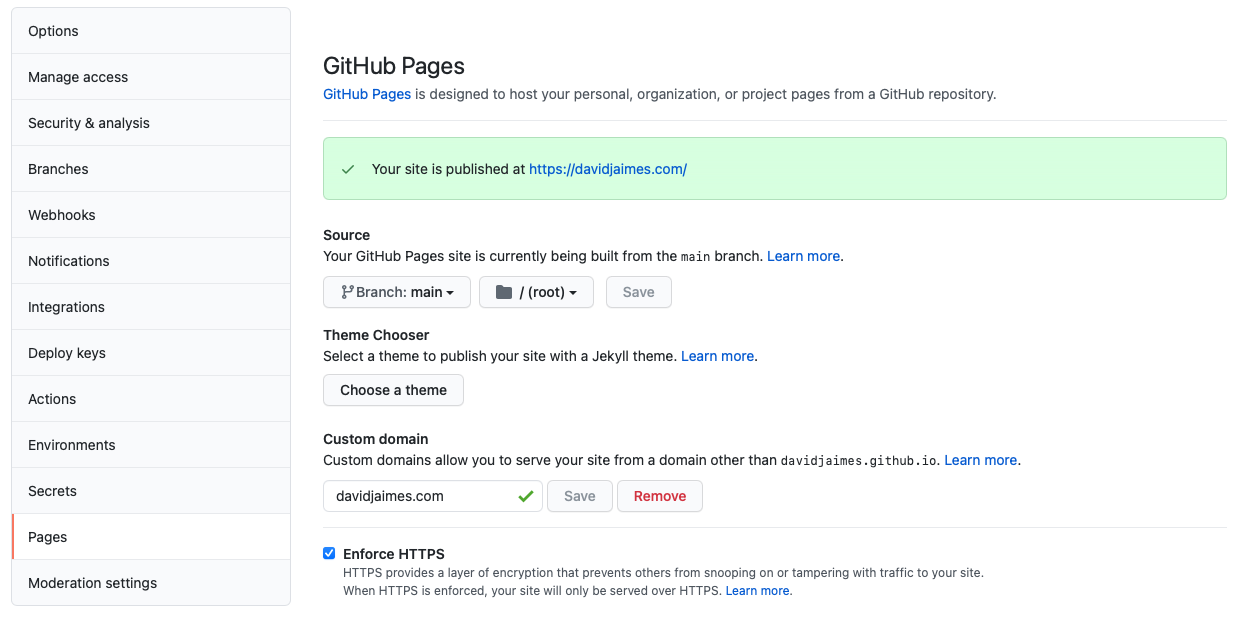 Options
Manage access
Security & analysis
Branches
Webhooks
Notifications
Integrations
Deploy keys
Actions
Environments
Secrets
Pages
Moderation settings
GitHub Pages
GitHub Pages is designed to host your personal, organization, or project pages from a GitHub repository.
Your site is published at https://davidjaimes.com/
Source
Your GitHub Pages site is currently being built from the main branch. Learn more.
Branch: main / (root) Save
Theme Chooser
Select a theme to publish your site with a Jekyll theme. Learn more.
Choose a theme
Custom domain
Custom domains allow you to serve your site from a domain other than davidjaimes.github.io. Learn more.
davidjaimes.com Save Remove
Enforce HTTPS
HTTPS provides a layer of encryption that prevents others from snooping on or tampering with traffic to your site.
When HTTPS is enforced, your site will only be served over HTTPS. Learn more.